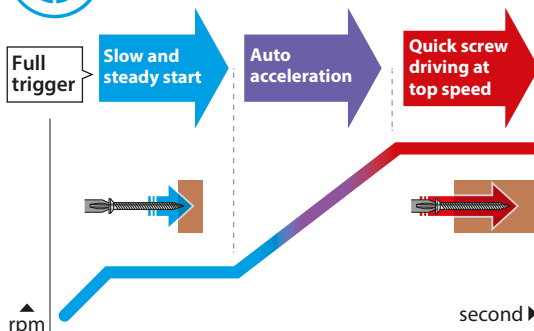 Full
trigger
Slow and
steady start
Auto
acceleration
Quick screw
driving at
top speed
rpm
second